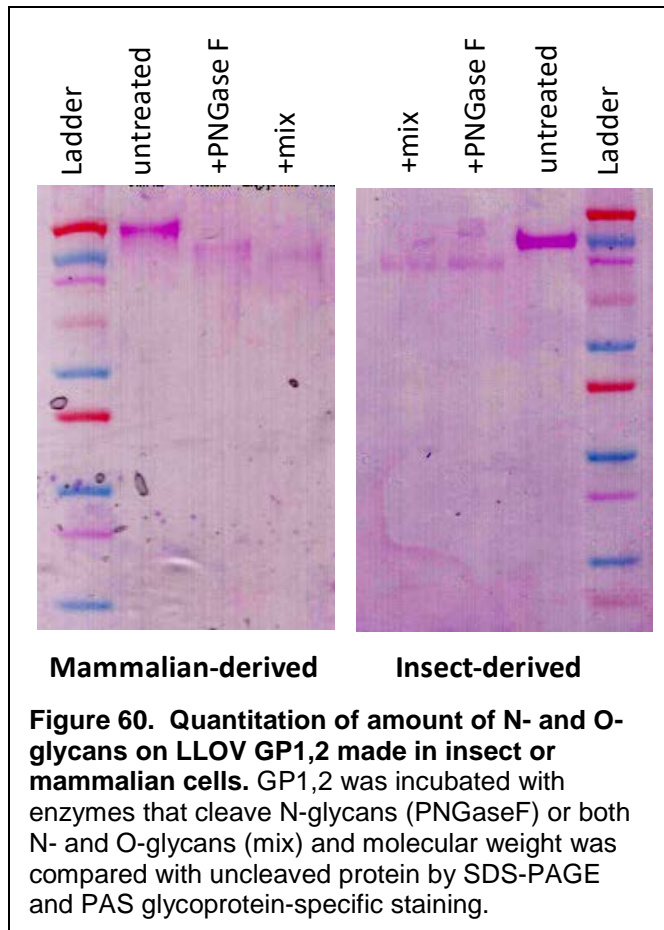 Ladder
untreated
+PNGase F
+mix
+mix
+PNGase F
untreated
Ladder
Mammalian-derived
Insect-derived
Figure 60. Quantitation of amount of N- and O-
glycans on LLOV GP1,2 made in insect or
mammalian cells. GP1,2 was incubated with
enzymes that cleave N-glycans (PNGaseF) or both
N- and O-glycans (mix) and molecular weight was
compared with uncleaved protein by SDS-PAGE
and PAS glycoprotein-specific staining.